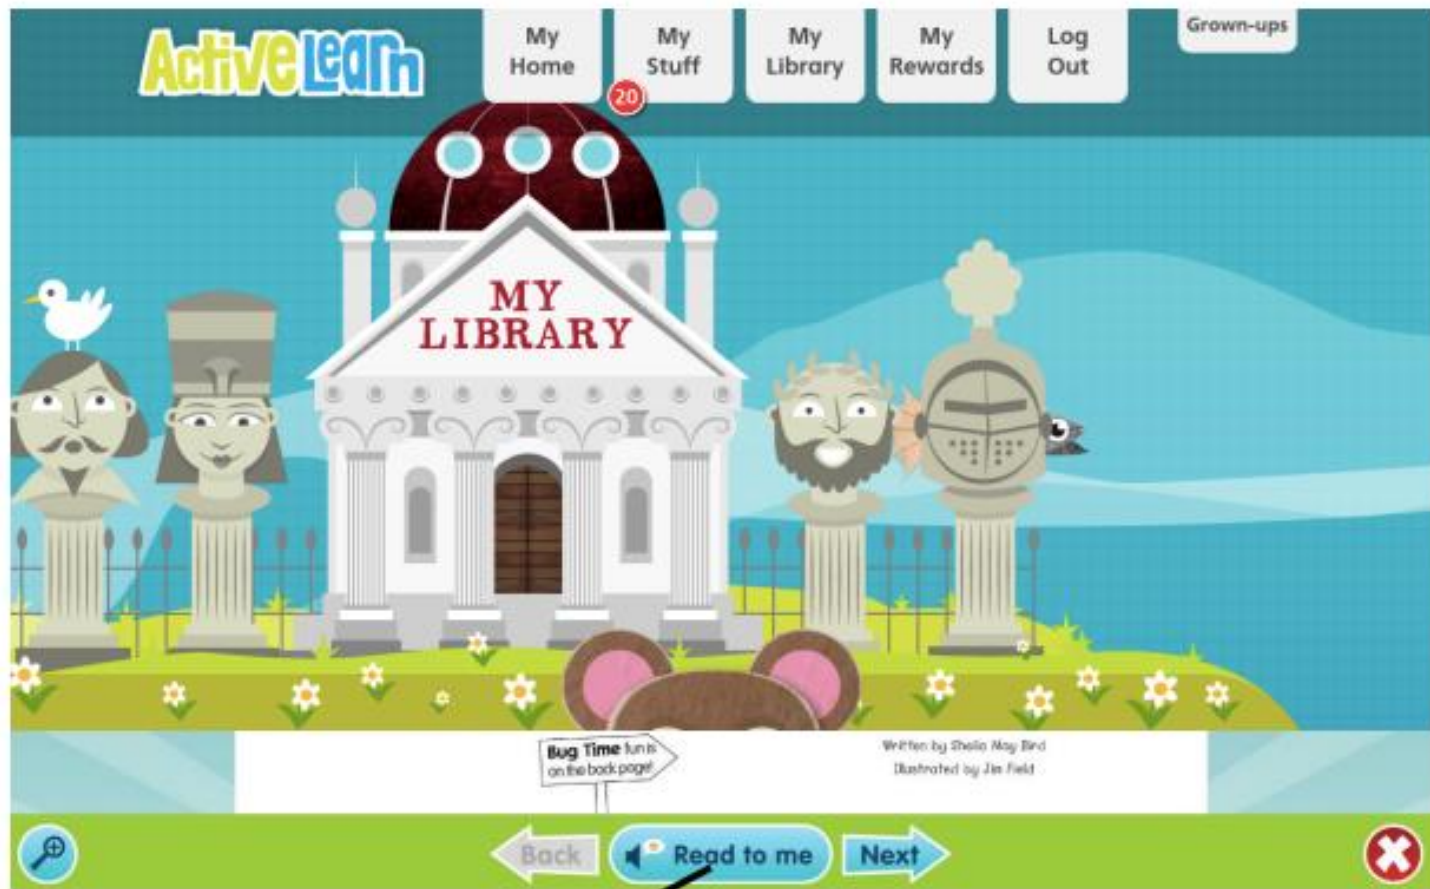 ActiveLearn
My
Home
My
Stuff
My
Library
My
Rewards
Log
Out
Grown-ups
20
MY
LIBRARY
Bug Time fun is
on the back page!
Written by Sheila May Bird
Illustrated by Jim Field
Back
Read to me
Next